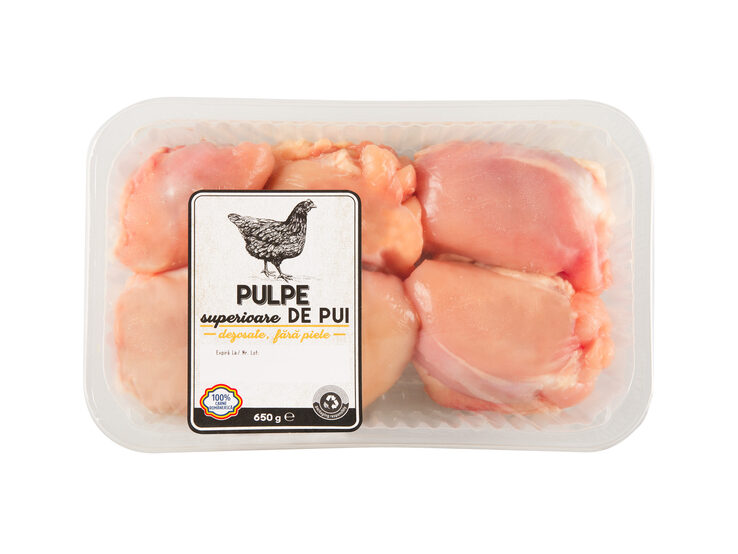 PULPE
superioare DE PUI
dezosate, fără piele
Expiră La/ Nr. Lot:
100%
CARNE
ROMÂNEASCĂ
650 g ℮